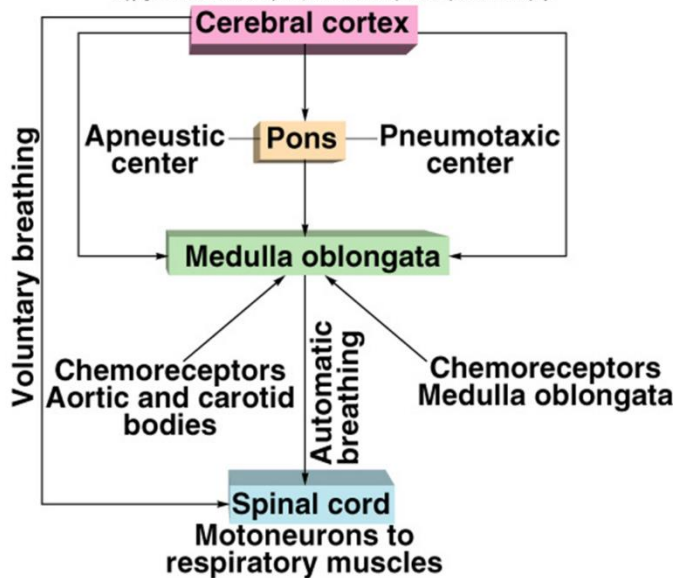 Cerebral cortex
Apneustic
center
Pons
Pneumotaxic
center
Voluntary breathing
Medulla oblongata
Chemoreceptors
Aortic and carotid
bodies
Automatic
breathing
Chemoreceptors
Medulla oblongata
Spinal cord
Motoneurons to
respiratory muscles